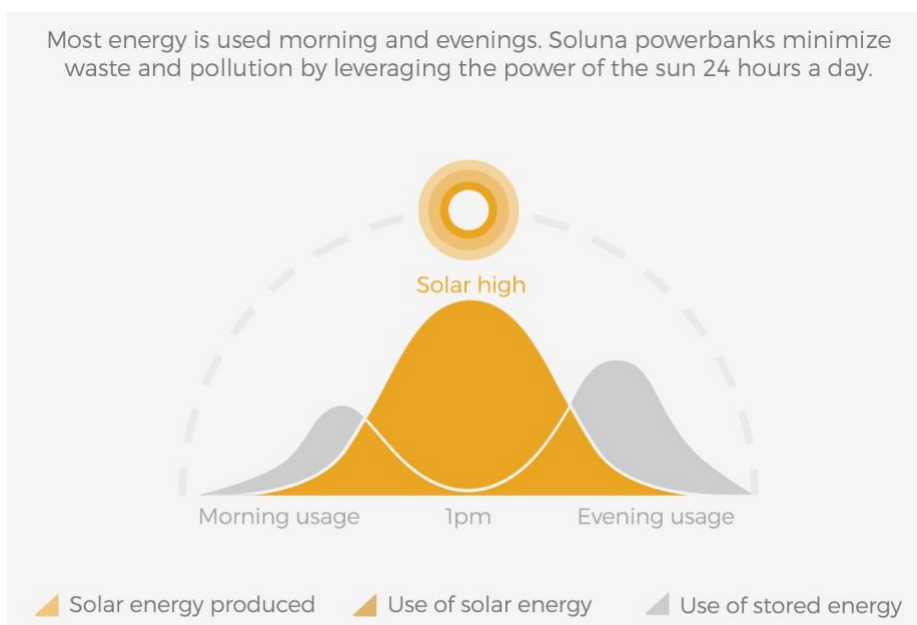 Most energy is used morning and evenings. Soluna powerbanks minimize
waste and pollution by leveraging the power of the sun 24 hours a day.
Solar high
Morning usage 1pm Evening usage
Solar energy produced Use of solar energy Use of stored energy